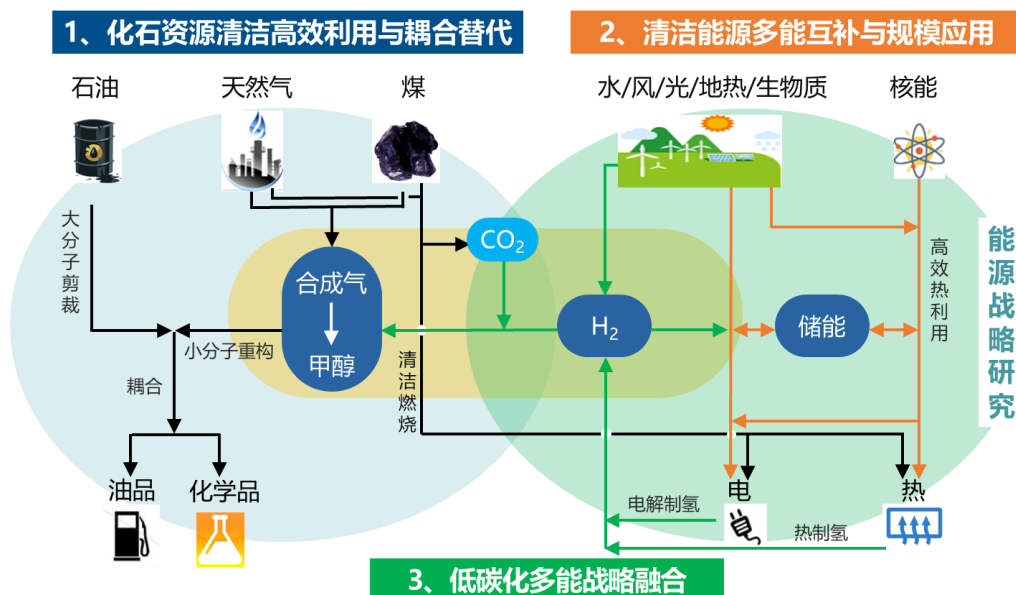 1、化石资源清洁高效利用与耦合替代
2、清洁能源多能互补与规模应用
石油
天然气
煤
水/风/光/地热/生物质
核能
大分子剪裁
CO₂
合成气
甲醇
H₂
储能
高效热利用
能源战略研究
小分子重构
清洁燃烧
耦合
油品
化学品
电
热
电解制氢
热制氢
3、低碳化多能战略融合